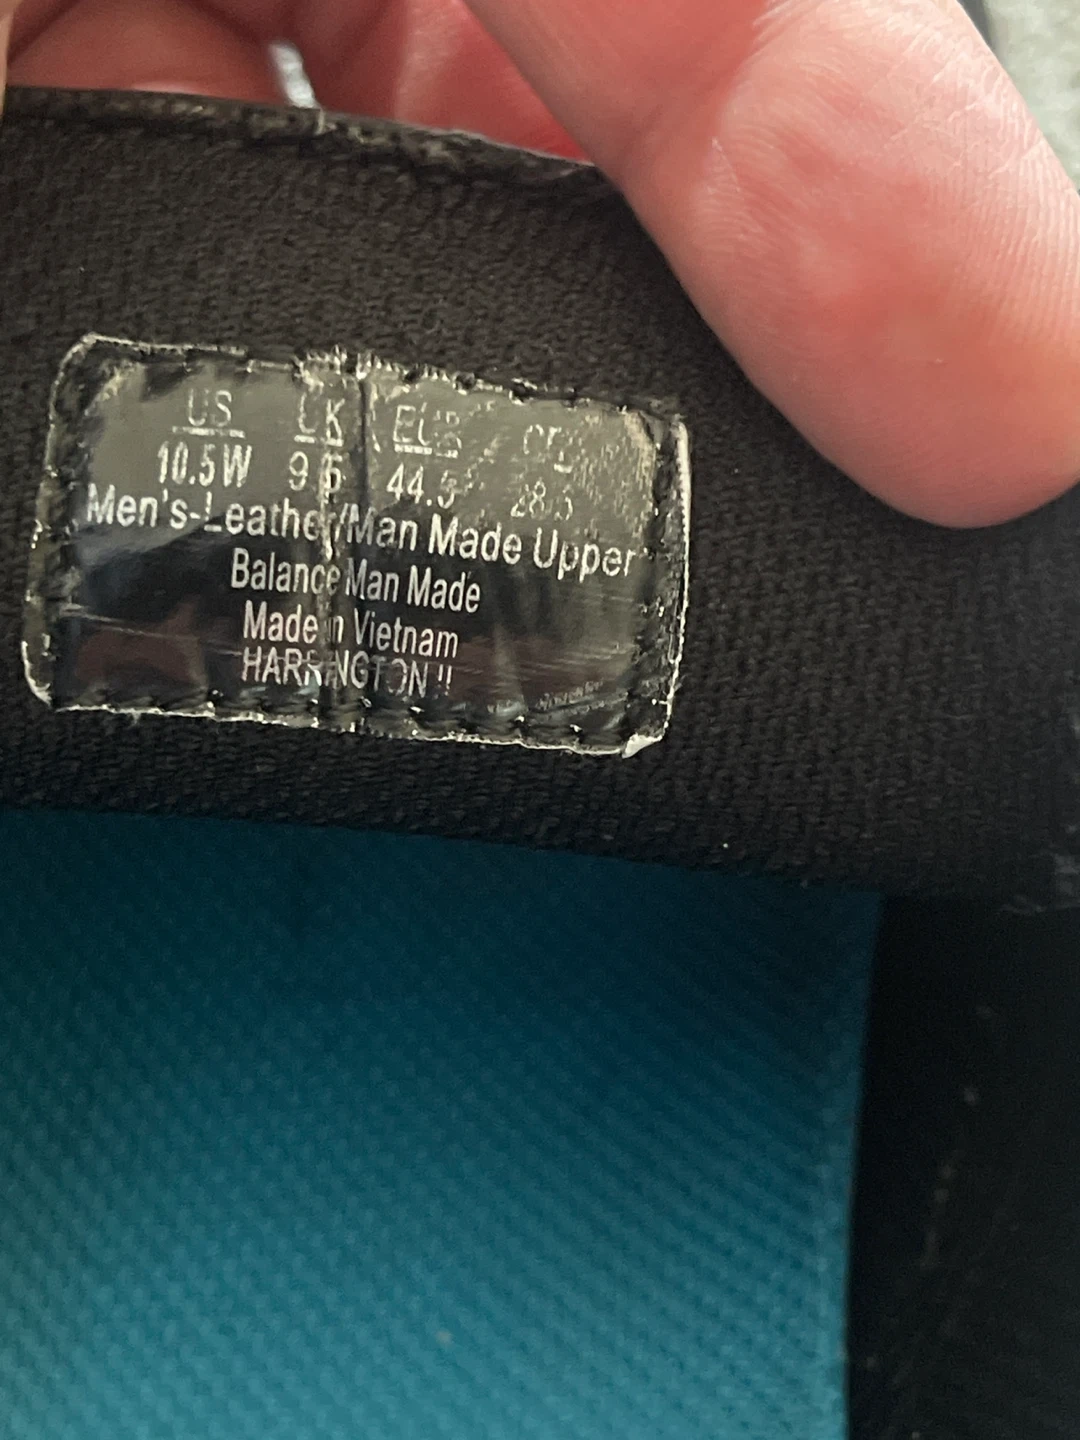 US UK EUR CM
10.5W 9.5 44.5 28.5
Men's-Leather/Man Made Upper
Balance Man Made
Made in Vietnam
HARRINGTON II